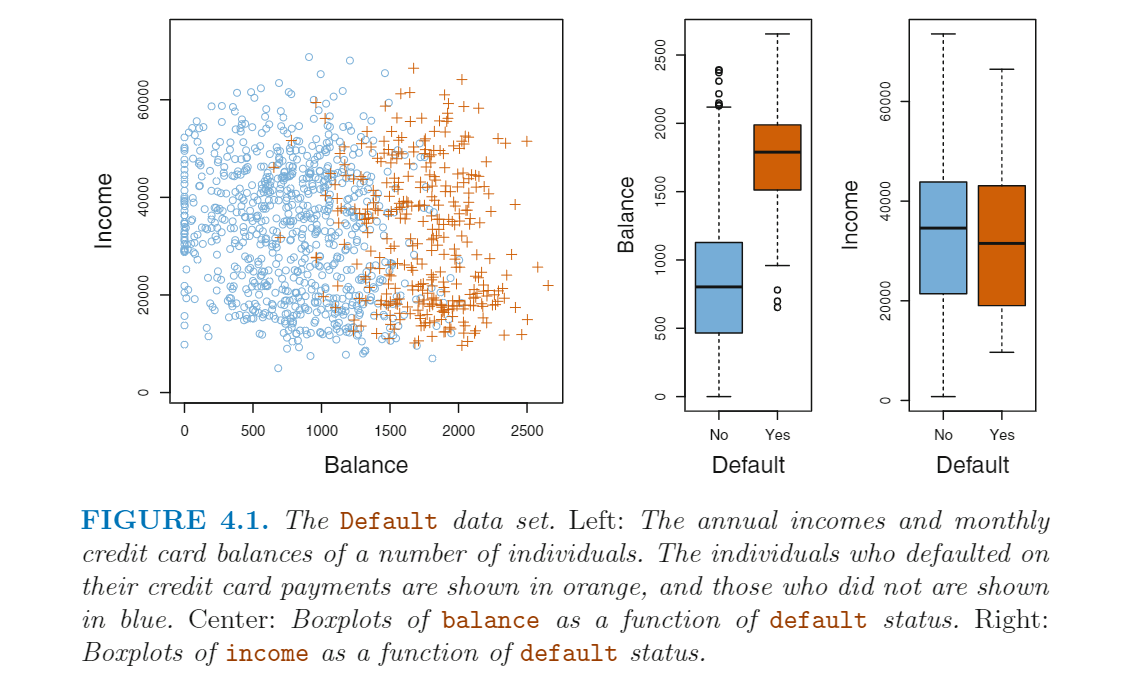 Income
0
20000
40000
60000
0
500
1000
1500
2000
2500
Balance
Balance
0
500
1000
1500
2000
2500
No
Yes
Default
Income
0
20000
40000
60000
No
Yes
Default
FIGURE 4.1. The Default data set. Left: The annual incomes and monthly
credit card balances of a number of individuals. The individuals who defaulted on
their credit card payments are shown in orange, and those who did not are shown
in blue. Center: Boxplots of balance as a function of default status. Right:
Boxplots of income as a function of default status.